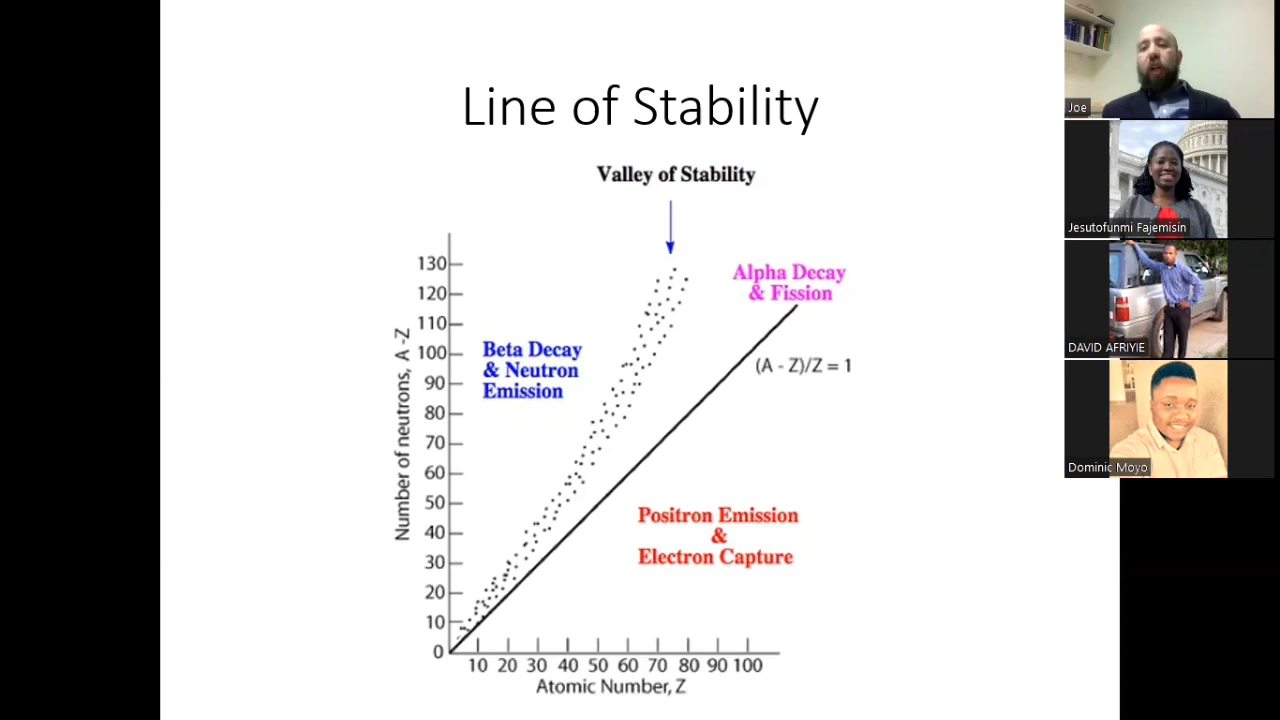 Line of Stability
Valley of Stability
Alpha Decay
& Fission
Beta Decay
& Neutron
Emission
(A - Z)/Z = 1
Positron Emission
&
Electron Capture
Number of neutrons, A -Z
130
120
110
100
90
80
70
60
50
40
30
20
10
0
10 20 30 40 50 60 70 80 90 100
Atomic Number, Z
Joe
Jesutofunmi Fajemisin
DAVID AFRIYIE
Dominic Moyo